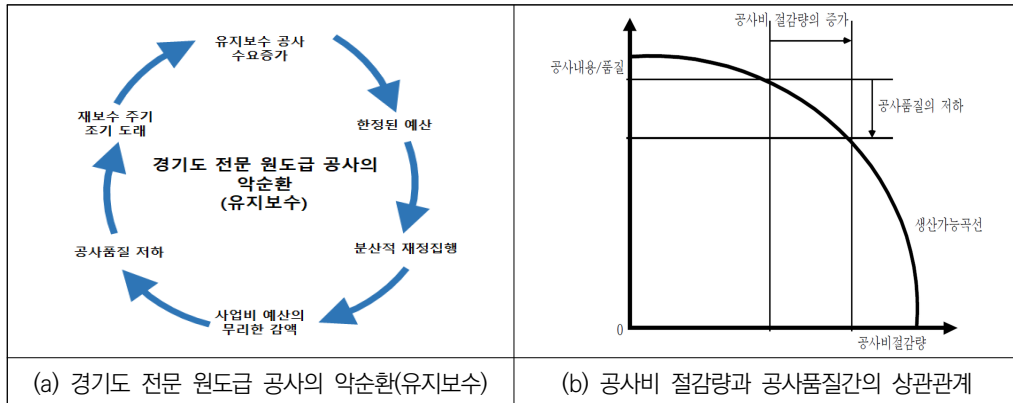 유지보수 공사
수요증가
한정된 예산
분산적 재정집행
사업비 예산의
무리한 감액
공사품질 저하
재보수 주기
조기 도래
경기도 전문 원도급 공사의
악순환
(유지보수)
(a) 경기도 전문 원도급 공사의 악순환(유지보수)
공사비 절감량의 증가
공사내용/품질
공사품질의 저하
생산가능곡선
0
공사비절감량
(b) 공사비 절감량과 공사품질간의 상관관계